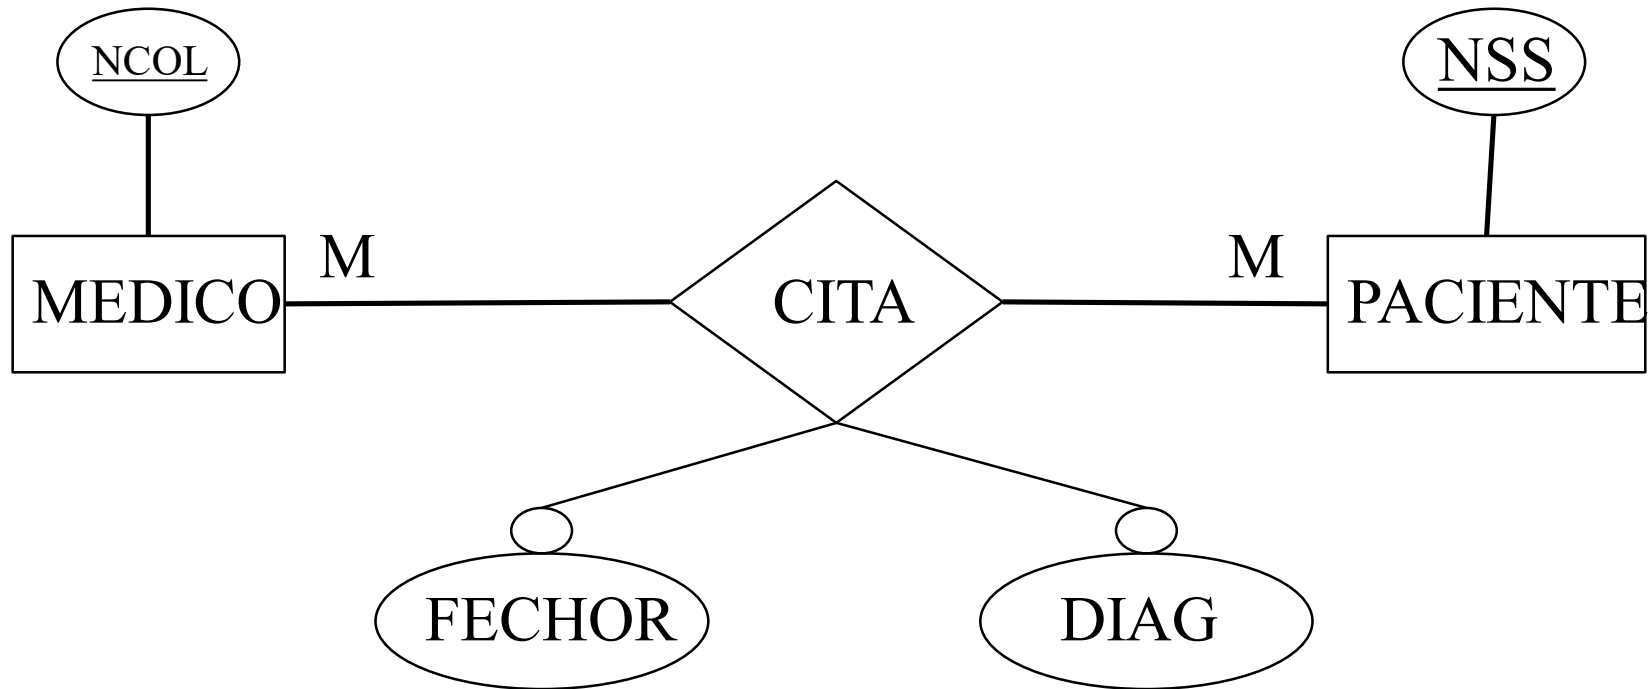 NCOL
NSS
M
M
MEDICO
CITA
PACIENTE
FECHOR
DIAG